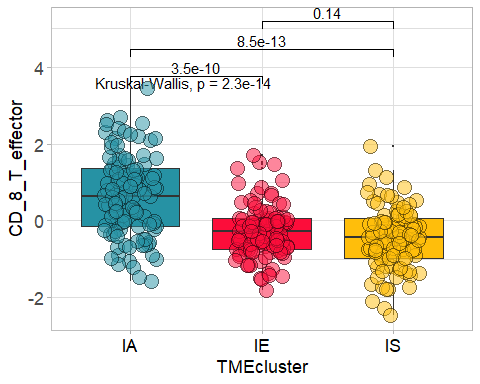 0.14
8.5e-13
3.5e-10
Kruskal-Wallis, p = 2.3e-14
CD_8_T_effector
4
2
0
-2
IA IE IS
TMEcluster